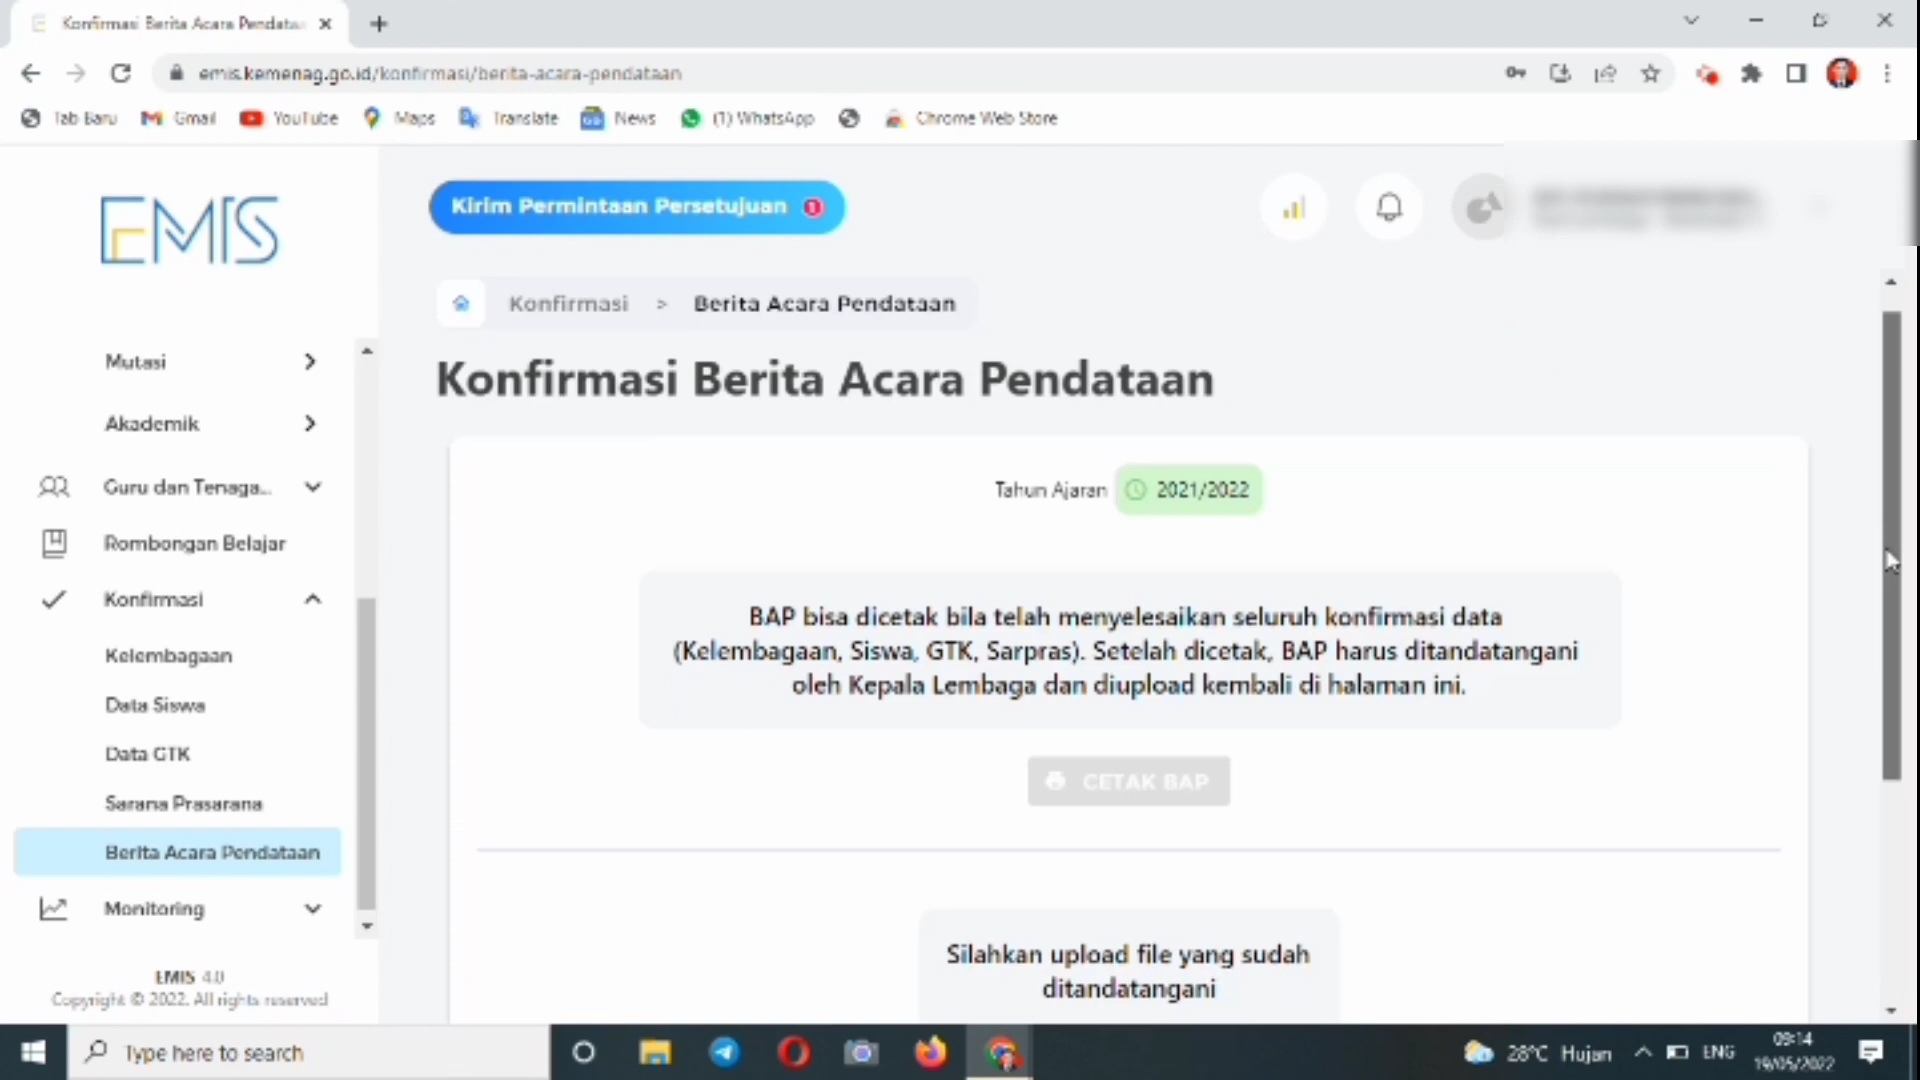 Konfirmasi Berita Acara Pendataa
emis.kemenag.go.id/konfirmasi/berita-acara-pendataan
Tab Baru
Gmail
YouTube
Maps
Translate
News
(1) WhatsApp
Chrome Web Store
EMIS
Kirim Permintaan Persetujuan
Konfirmasi > Berita Acara Pendataan
Konfirmasi Berita Acara Pendataan
Mutasi
Akademik
Guru dan Tenaga...
Rombongan Belajar
Konfirmasi
Kelembagaan
Data Siswa
Data GTK
Sarana Prasarana
Berita Acara Pendataan
Monitoring
EMIS 4.0
Copyright © 2022. All rights reserved
Tahun Ajaran 2021/2022
BAP bisa dicetak bila telah menyelesaikan seluruh konfirmasi data
(Kelembagaan, Siswa, GTK, Sarpras). Setelah dicetak, BAP harus ditandatangani
oleh Kepala Lembaga dan diupload kembali di halaman ini.
CETAK BAP
Silahkan upload file yang sudah
ditandatangani
Type here to search
28°C Hujan
ENG
09:14
19/05/2022